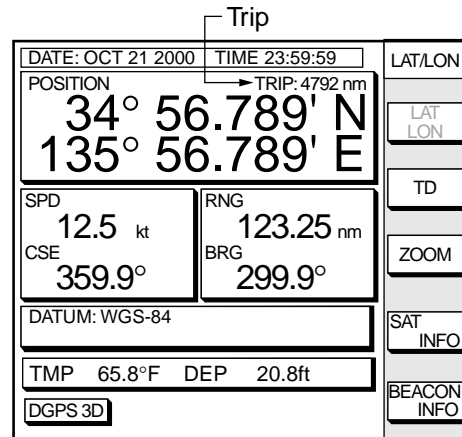 Trip
DATE: OCT 21 2000 TIME 23:59:59
LAT/LON
POSITION
TRIP: 4792 nm
34° 56.789' N
135° 56.789' E
LAT
LON
TD
SPD
12.5 kt
RNG
123.25 nm
CSE
359.9°
BRG
299.9°
ZOOM
DATUM: WGS-84
SAT
INFO
TMP 65.8°F DEP 20.8ft
DGPS 3D
BEACON
INFO